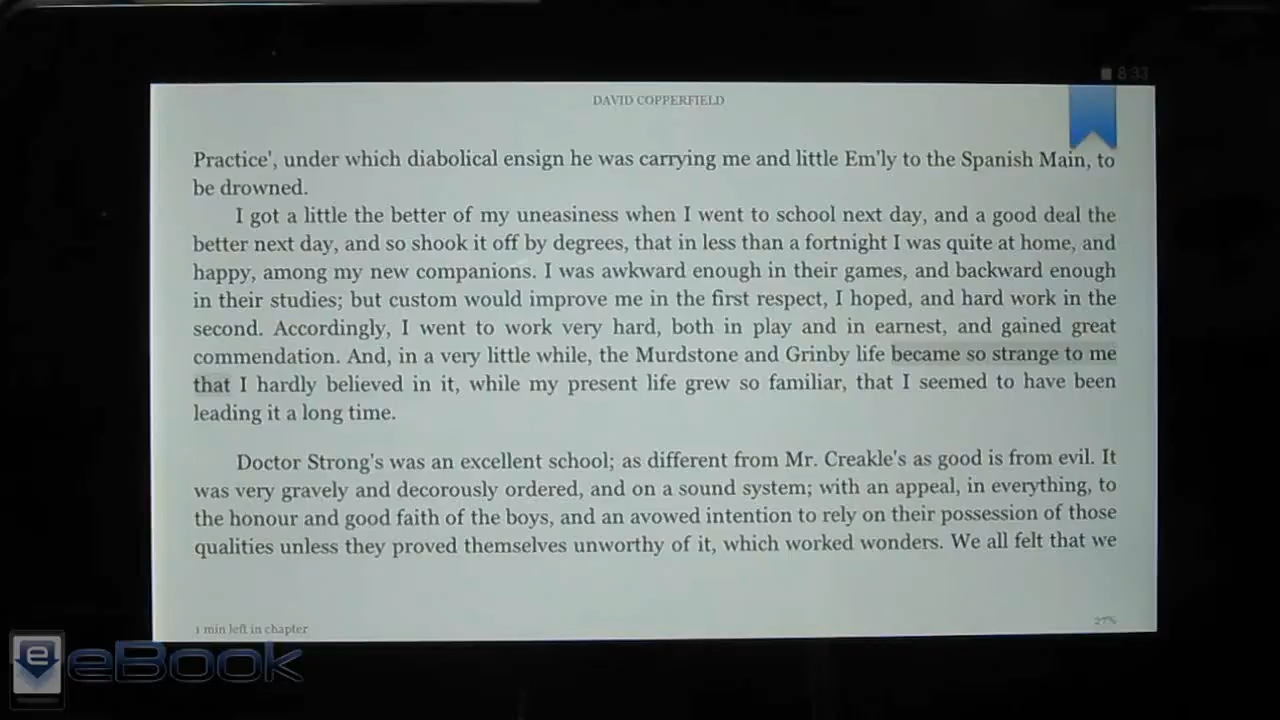 8:33
DAVID COPPERFIELD
Practice', under which diabolical ensign he was carrying me and little Em'ly to the Spanish Main, to
be drowned.
I got a little the better of my uneasiness when I went to school next day, and a good deal the
better next day, and so shook it off by degrees, that in less than a fortnight I was quite at home, and
happy, among my new companions. I was awkward enough in their games, and backward enough
in their studies; but custom would improve me in the first respect, I hoped, and hard work in the
second. Accordingly, I went to work very hard, both in play and in earnest, and gained great
commendation. And, in a very little while, the Murdstone and Grinby life became so strange to me
that I hardly believed in it, while my present life grew so familiar, that I seemed to have been
leading it a long time.
Doctor Strong's was an excellent school; as different from Mr. Creakle's as good is from evil. It
was very gravely and decorously ordered, and on a sound system; with an appeal, in everything, to
the honour and good faith of the boys, and an avowed intention to rely on their possession of those
qualities unless they proved themselves unworthy of it, which worked wonders. We all felt that we
1 min left in chapter
27%
e eBook